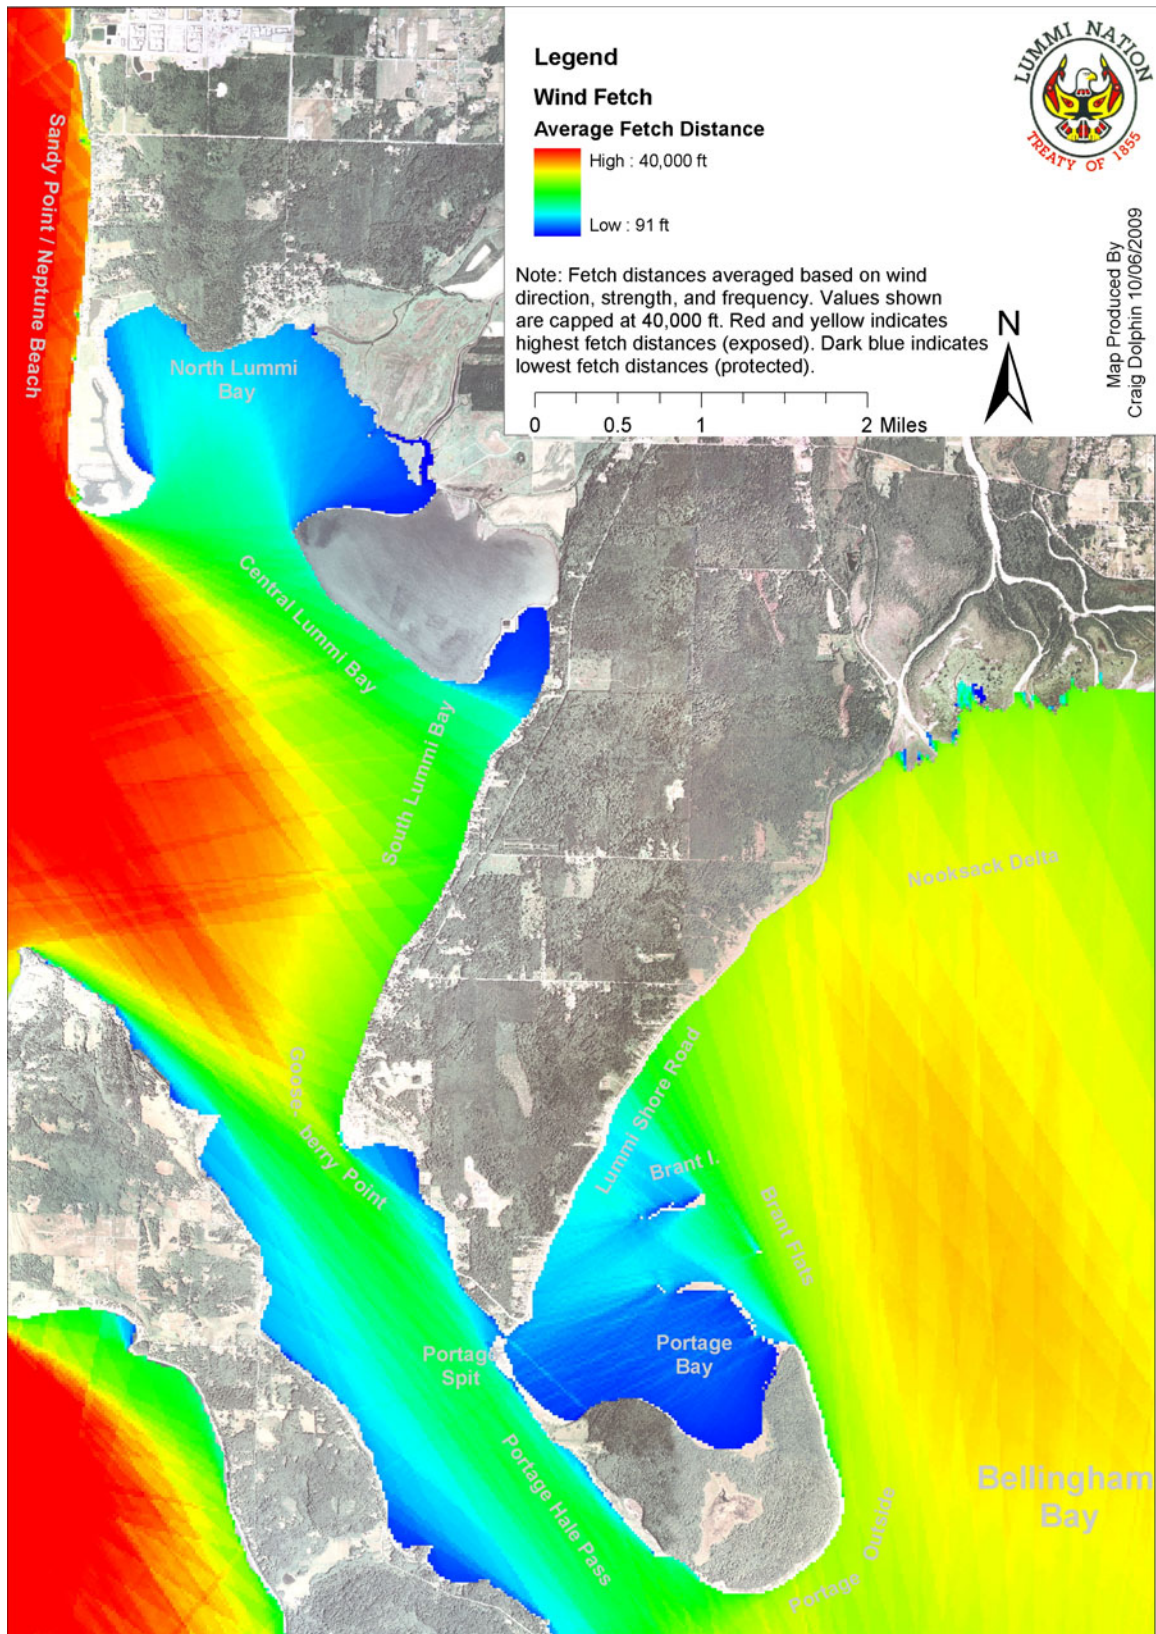 Legend
Wind Fetch
Average Fetch Distance
High : 40,000 ft
Low : 91 ft
Note: Fetch distances averaged based on wind
direction, strength, and frequency. Values shown
are capped at 40,000 ft. Red and yellow indicates
highest fetch distances (exposed). Dark blue indicates
lowest fetch distances (protected).
0 0.5 1 2 Miles
N
LUMMI NATION
TREATY OF 1855
Map Produced By
Craig Dolphin 10/06/2009
Sandy Point / Neptune Beach
North Lummi
Bay
Central Lummi Bay
South Lummi Bay
Nooksack Delta
Goose- berry Point
Lummi Shore Road
Brant I.
Brant Flats
Portage
Spit
Portage
Bay
Portage Hale Pass
Portage Outside
Bellingham
Bay